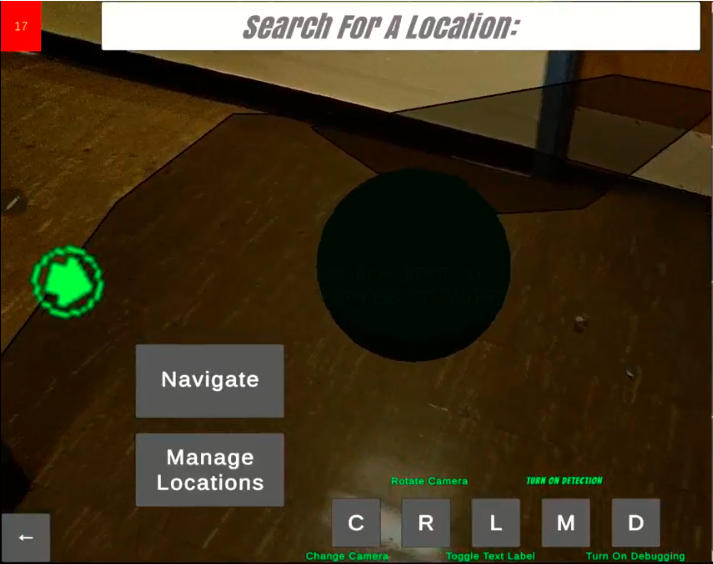 17
Search For A Location:
Navigate
Manage
Locations
Rotate Camera
TURN ON DETECTION
←
C
R
L
M
D
Change Camera
Toggle Text Label
Turn On Debugging